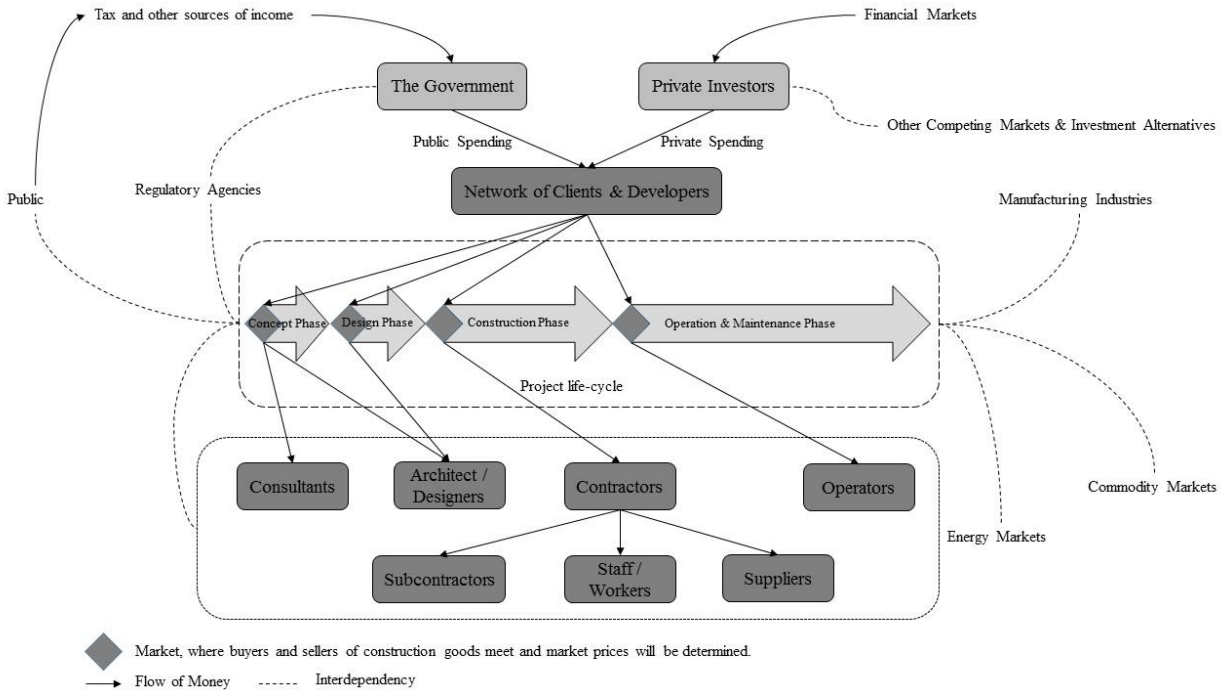 Tax and other sources of income
Financial Markets
The Government
Private Investors
Other Competing Markets & Investment Alternatives
Public Spending
Private Spending
Regulatory Agencies
Network of Clients & Developers
Public
Manufacturing Industries
Concept Phase
Design Phase
Construction Phase
Operation & Maintenance Phase
Project life-cycle
Consultants
Architect /
Designers
Contractors
Operators
Commodity Markets
Energy Markets
Subcontractors
Staff /
Workers
Suppliers
Market, where buyers and sellers of construction goods meet and market prices will be determined.
Flow of Money
Interdependency